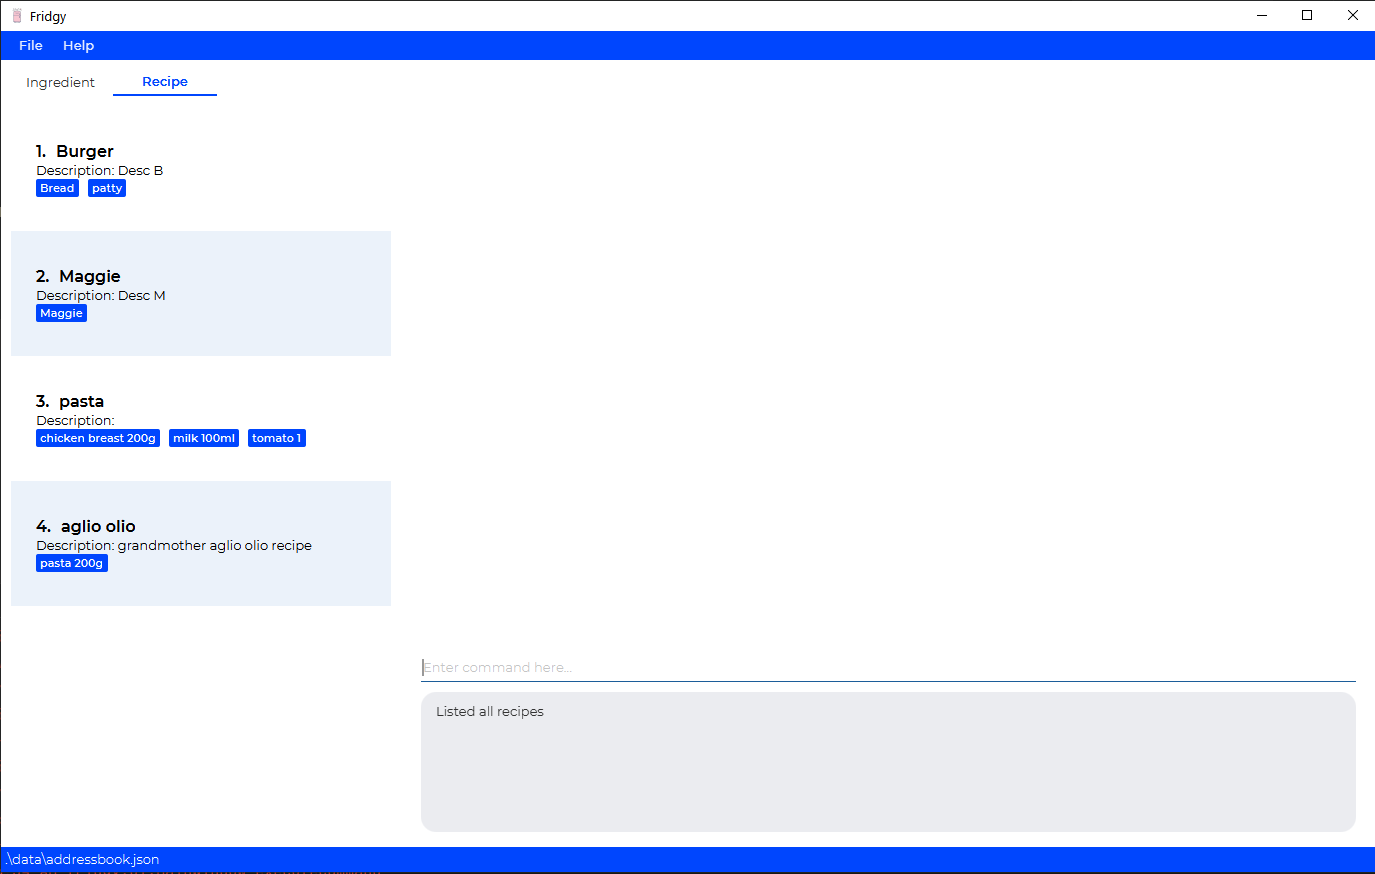 Fridgy
File Help
Ingredient Recipe
1. Burger
Description: Desc B
Bread patty
2. Maggie
Description: Desc M
Maggie
3. pasta
Description:
chicken breast 200g milk 100ml tomato 1
4. aglio olio
Description: grandmother aglio olio recipe
pasta 200g
Enter command here...
Listed all recipes
.\data\addressbook.json